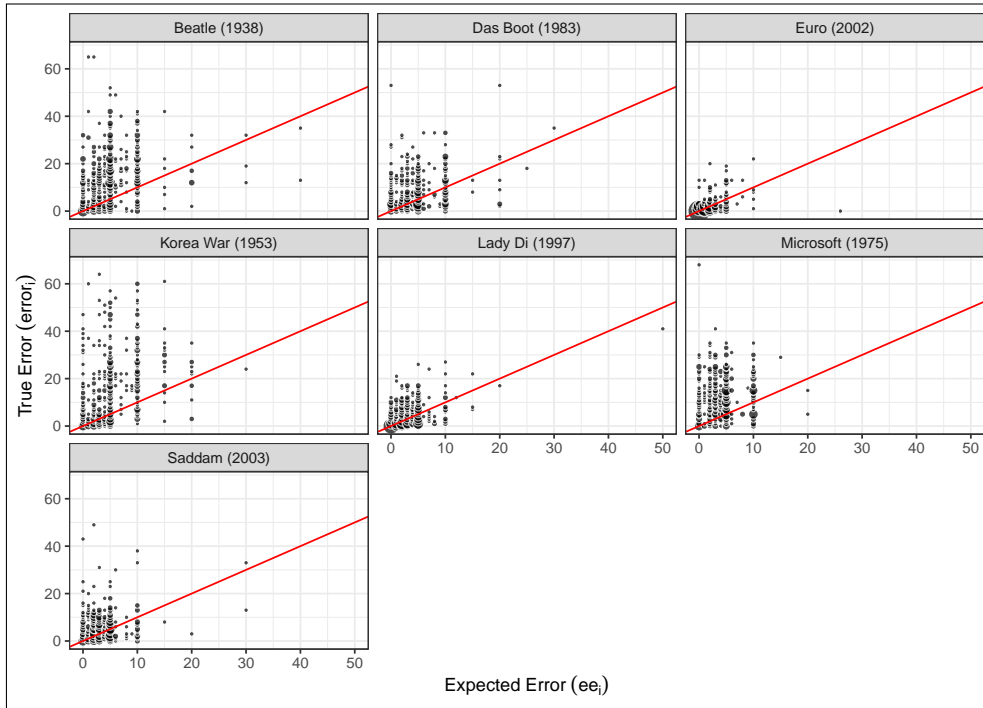 Beatle (1938) Das Boot (1983) Euro (2002)
60
40
20
0
Korea War (1953) Lady Di (1997) Microsoft (1975)
60
40
20
0
0 10 20 30 40 50 0 10 20 30 40 50
Saddam (2003)
60
40
20
0
0 10 20 30 40 50
True Error (errorᵢ)
Expected Error (eeᵢ)